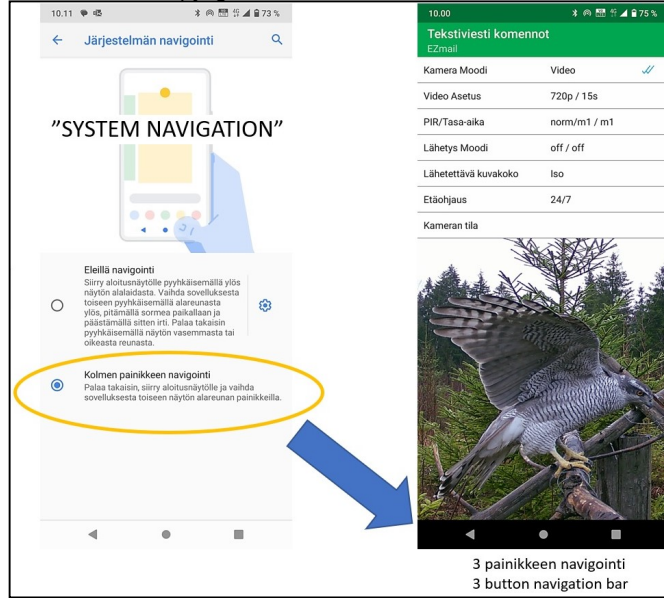 10.11
73 %
Järjestelmän navigointi
"SYSTEM NAVIGATION"
Eleillä navigointi
Siirry aloitusnäytölle pyyhkäisemällä ylös
näytön alalaidasta. Vaihda sovelluksesta
toiseen pyyhkäisemällä alareunasta
ylös, pitämällä sormea paikallaan ja
päästämällä sitten irti. Palaa takaisin
pyyhkäisemällä näytön vasemmasta tai
oikeasta reunasta.
Kolmen painikkeen navigointi
Palaa takaisin, siirry aloitusnäytölle ja vaihda
sovelluksesta toiseen näytön alareunan painikkeilla.
10.00
75 %
Tekstiviesti komennot
EZmail
Kamera Moodi Video
Video Asetus 720p / 15s
PIR/Tasa-aika norm/m1 / m1
Lähetys Moodi off / off
Lähetettävä kuvakoko Iso
Etäohjaus 24/7
Kameran tila
3 painikkeen navigointi
3 button navigation bar